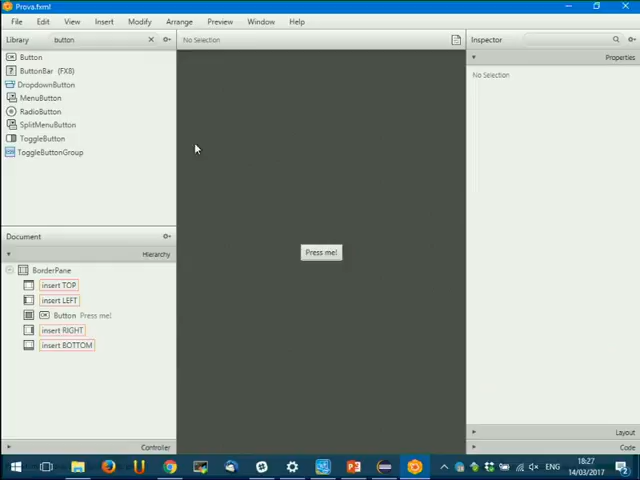 Prova.fxml
File Edit View Insert Modify Arrange Preview Window Help
Library button
No Selection
Inspector
Button
ButtonBar (FX8)
DropdownButton
MenuButton
RadioButton
SplitMenuButton
ToggleButton
ToggleButtonGroup
Properties
No Selection
Press me!
Document
Hierarchy
BorderPane
insert TOP
insert LEFT
Button Press me!
insert RIGHT
insert BOTTOM
Controller
Layout
Code
ENG
18:27
14/03/2017